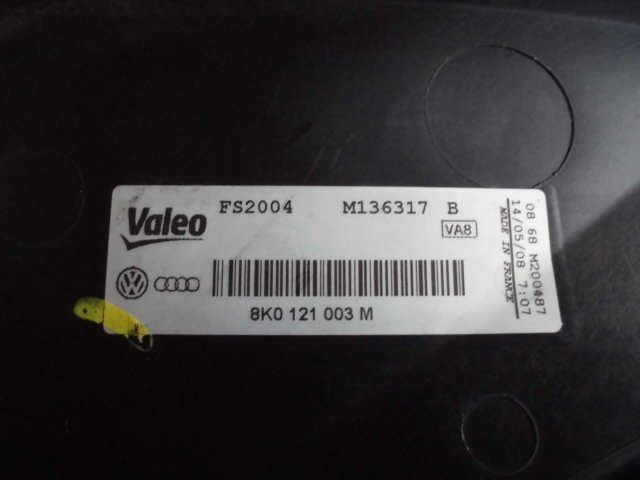 Valeo FS2004 M136317 B
VA8
8K0 121 003 M
08 68 M200487
14/05/08 7:07
MADE IN FRANCE